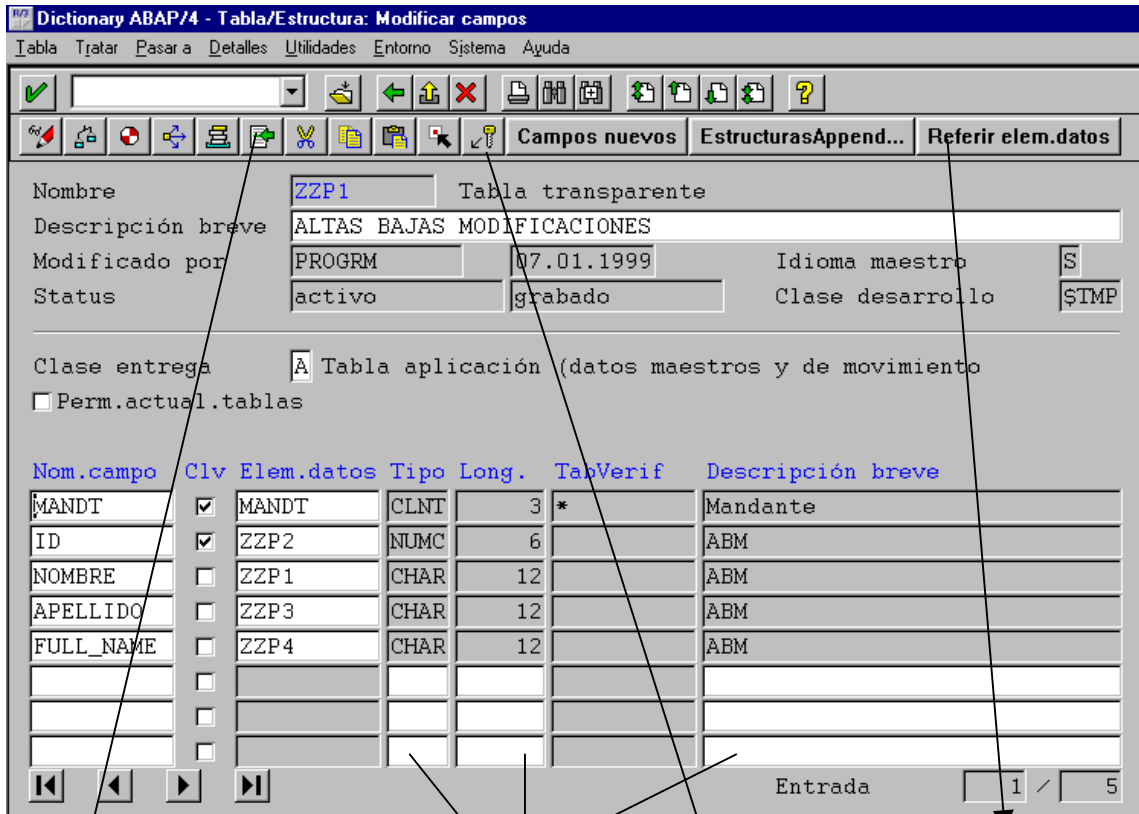 Dictionary ABAP/4 - Tabla/Estructura: Modificar campos
Tabla Tratar Pasar a Detalles Utilidades Entorno Sistema Ayuda
Campos nuevos EstructurasAppend... Referir elem.datos
Nombre ZZP1 Tabla transparente
Descripción breve ALTAS BAJAS MODIFICACIONES
Modificado por PROGRM 07.01.1999 Idioma maestro S
Status activo grabado Clase desarrollo $TMP
Clase entrega A Tabla aplicación (datos maestros y de movimiento
Perm.actual.tablas
Nom.campo Clv Elem.datos Tipo Long. TabVerif Descripción breve
MANDT MANDT CLNT 3 * Mandante
ID ZZP2 NUMC 6 ABM
NOMBRE ZZP1 CHAR 12 ABM
APELLIDO ZZP3 CHAR 12 ABM
FULL_NAME ZZP4 CHAR 12 ABM
Entrada 1 / 5